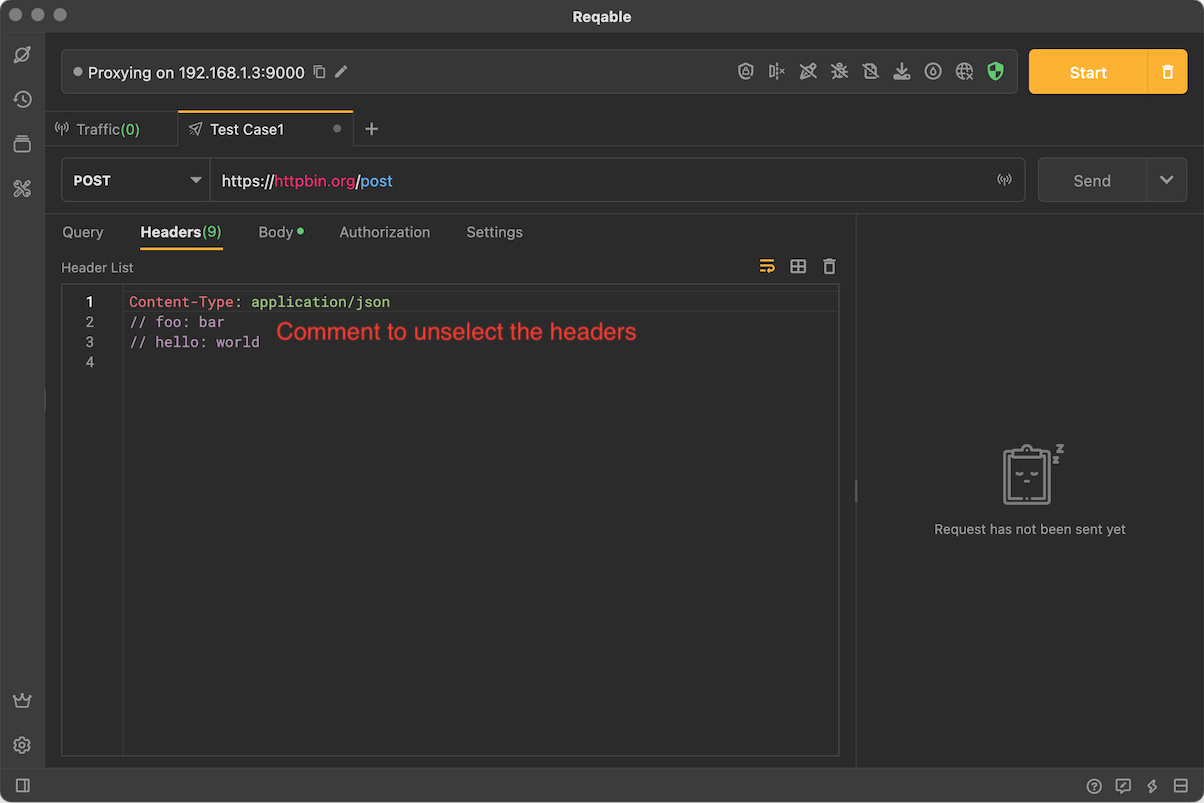 Reqable
Proxying on 192.168.1.3:9000
Start
Traffic(0)
Test Case1
POST
https://httpbin.org/post
Send
Query
Headers(9)
Body
Authorization
Settings
Header List
1 Content-Type: application/json
2 // foo: bar
3 // hello: world
4
Comment to unselect the headers
z
z
Request has not been sent yet